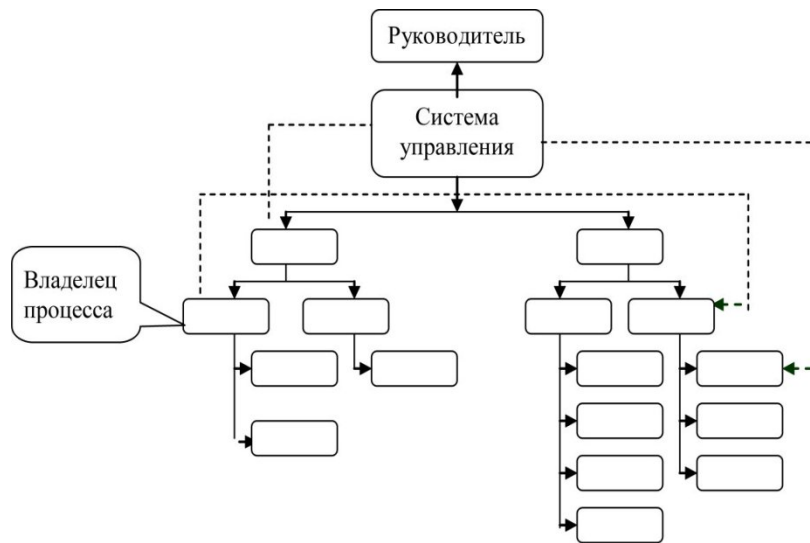 Руководитель
Система
управления
Владелец
процесса